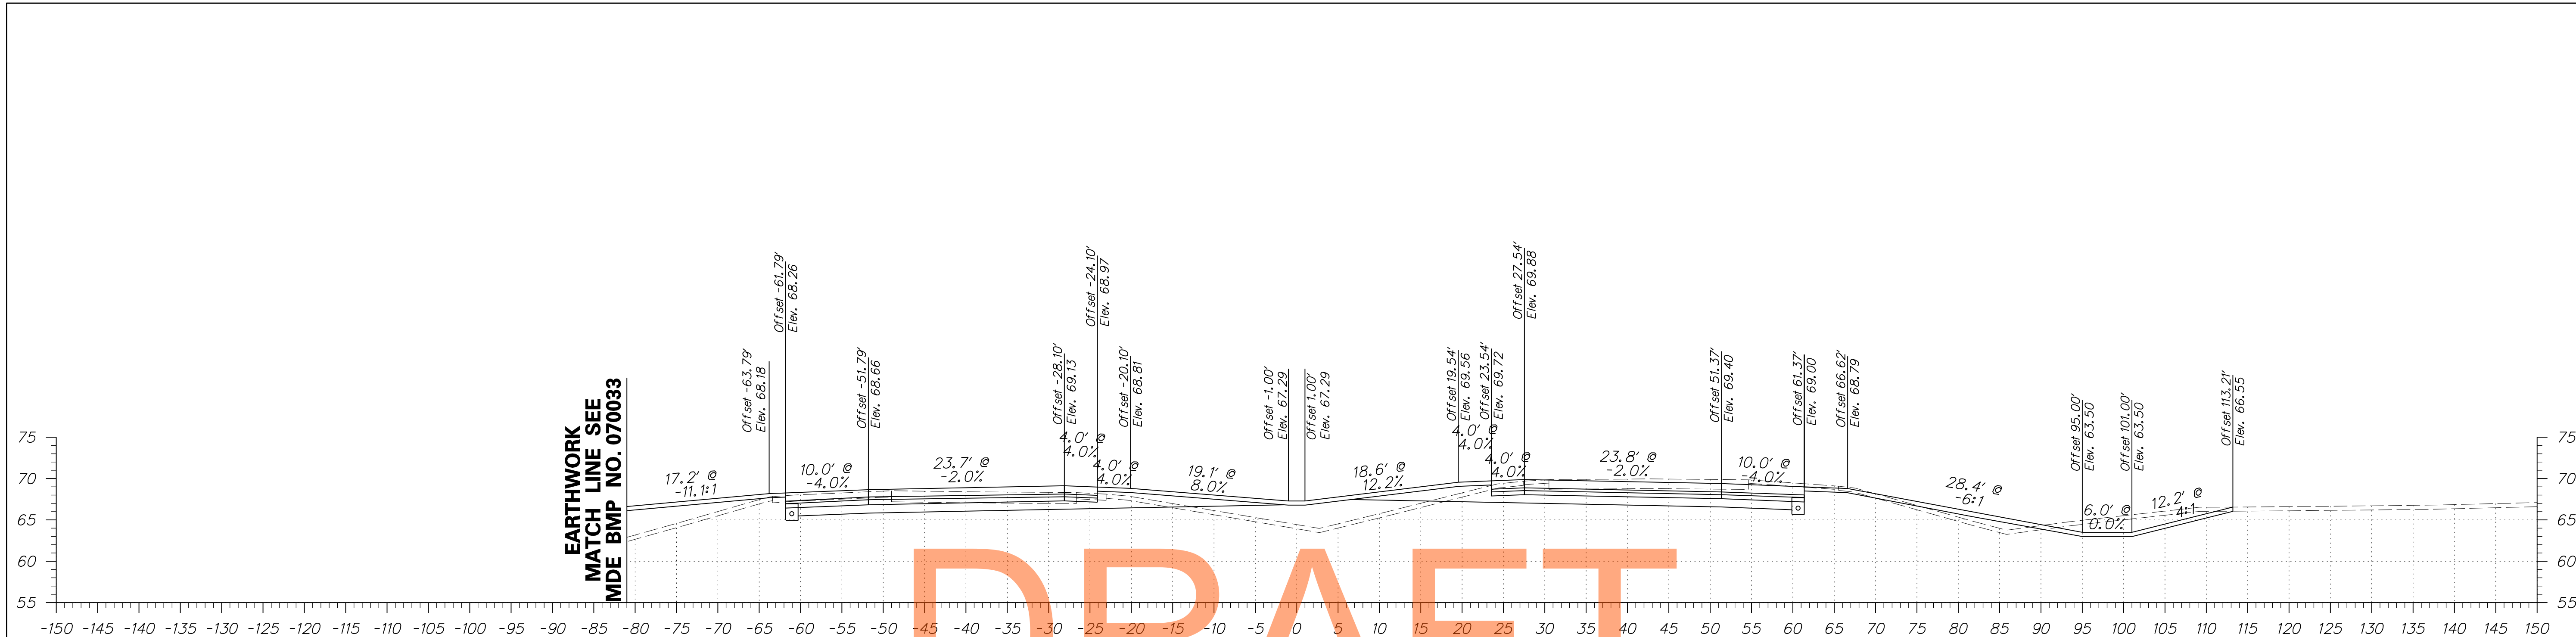 Offset -61.79'
Elev. 68.26
Offset -24.10'
Elev. 68.97
Offset 27.54'
Elev. 69.88
Offset -63.79'
Elev. 68.18
Offset -51.79'
Elev. 68.66
Offset -28.10'
Elev. 69.13
Offset -20.10'
Elev. 68.81
Offset -1.00'
Elev. 67.29
Offset 1.00'
Elev. 67.29
Offset 19.54'
Elev. 69.56
Offset 23.54'
Elev. 69.72
Offset 51.37'
Elev. 69.40
Offset 61.37'
Elev. 69.00
Offset 66.62'
Elev. 68.79
Offset 95.00'
Elev. 63.50
Offset 101.00'
Elev. 63.50
Offset 113.21'
Elev. 66.55
EARTHWORK
MATCH LINE SEE
MDE BMP NO. 070033
17.2' @
-11.1:1
10.0' @
-4.0%
23.7' @
-2.0%
4.0' @
4.0%
4.0' @
4.0%
19.1' @
8.0%
18.6' @
12.2%
4.0' @
4.0%
4.0' @
4.0%
23.8' @
-2.0%
10.0' @
-4.0%
28.4' @
-6:1
6.0' @
0.0%
12.2' @
4:1
75
70
65
60
55
75
70
65
60
55
DRAFT
-150 -145 -140 -135 -130 -125 -120 -115 -110 -105 -100 -95 -90 -85 -80 -75 -70 -65 -60 -55 -50 -45 -40 -35 -30 -25 -20 -15 -10 -5 0 5 10 15 20 25 30 35 40 45 50 55 60 65 70 75 80 85 90 95 100 105 110 115 120 125 130 135 140 145 150